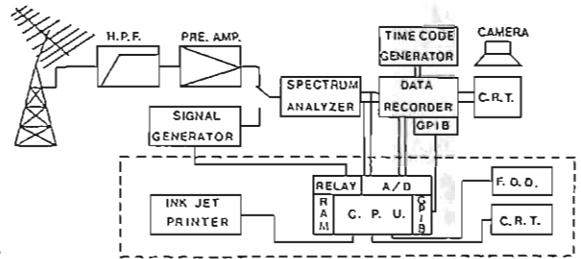 H.P.F.
PRE. AMP.
TIME CODE
GENERATOR
CAMERA
SPECTRUM
ANALYZER
DATA
RECORDER
C.R.T.
GPIB
SIGNAL
GENERATOR
RELAY
A/D
RAM
C. P. U.
GPIB
F.D.D.
INK JET
PRINTER
C.R.T.